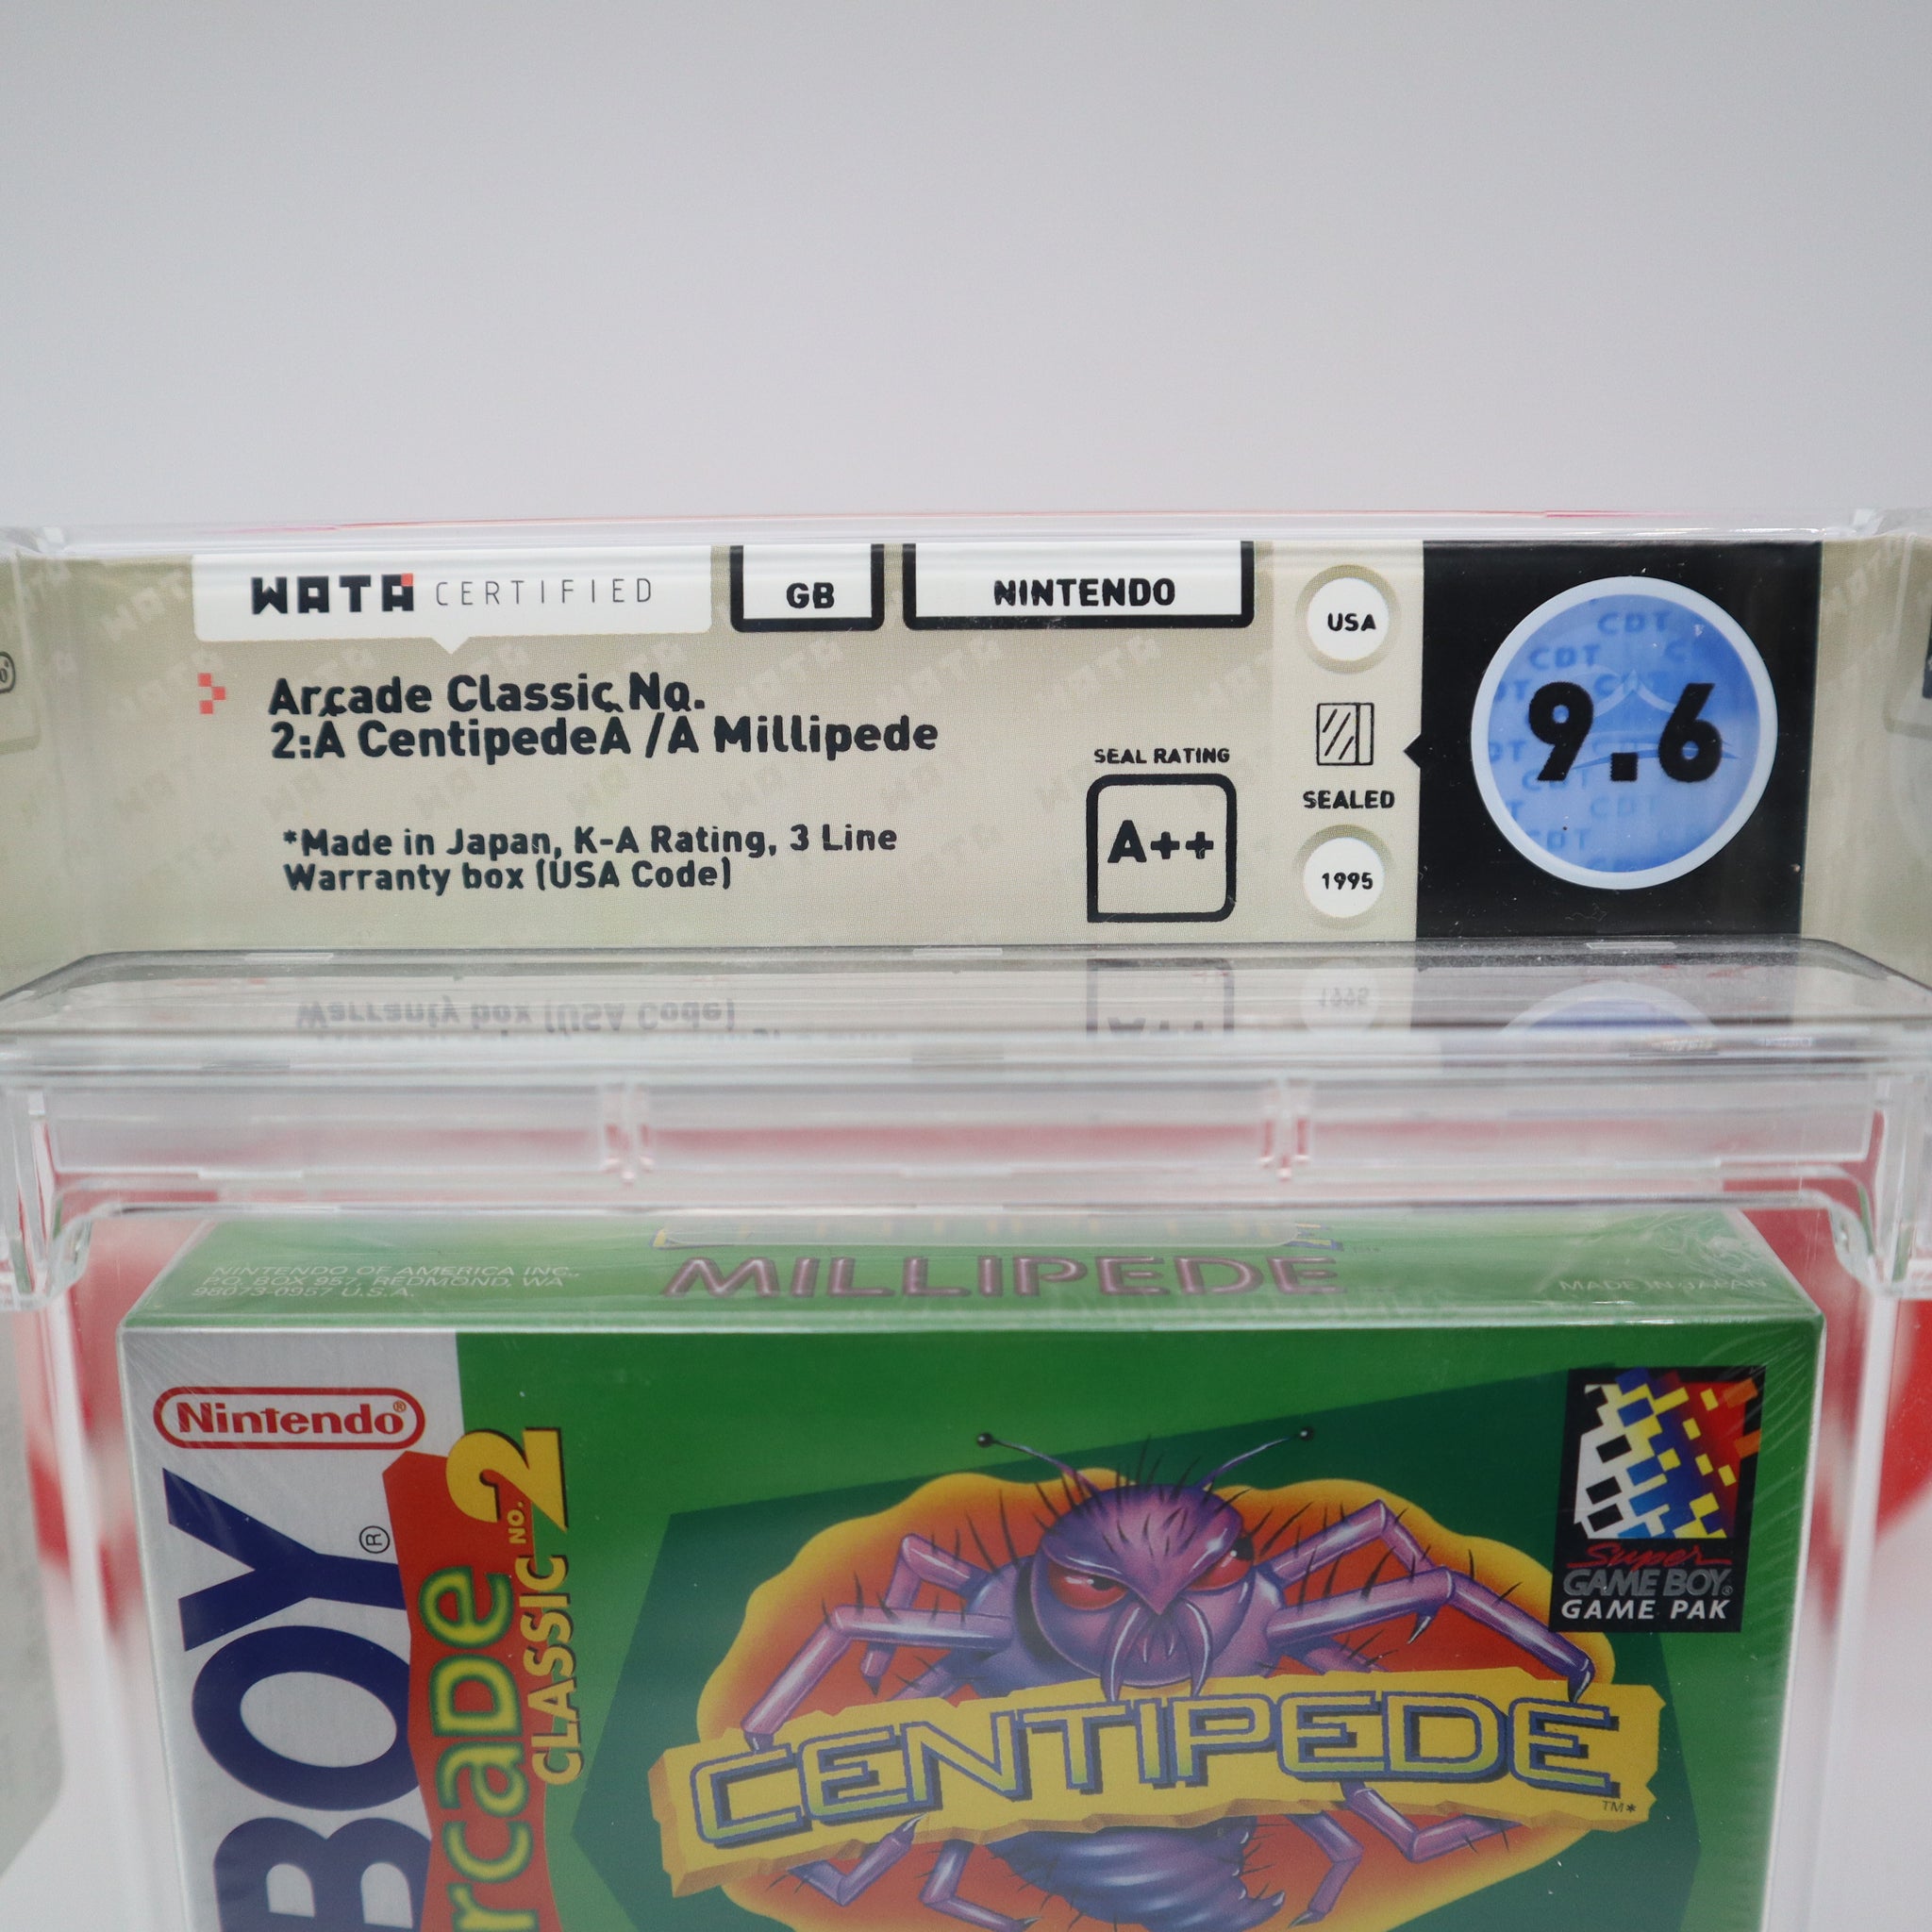 WATA CERTIFIED
GB
NINTENDO
USA
Arcade Classic No.
2:Â CentipedeÂ /Â Millipede
SEAL RATING
A++
SEALED
1995
9.6
*Made in Japan, K-A Rating, 3 Line
Warranty box (USA Code)
NINTENDO OF AMERICA INC.
P.O. BOX 957, REDMOND, WA
98073-0957 U.S.A.
MILLIPEDE
MADE IN JAPAN
Nintendo®
BOY®
Arcade
CLASSIC NO. 2
Super
GAME BOY®
GAME PAK
CENTIPEDE
TM*